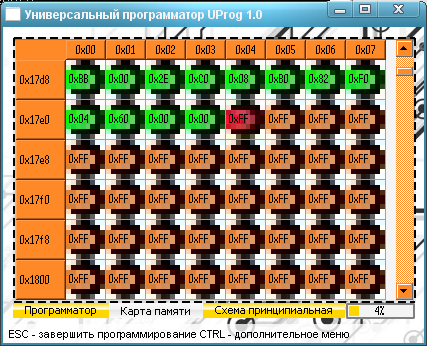 Универсальный программатор UProg 1.0
0x00 0x01 0x02 0x03 0x04 0x05 0x06 0x07
0x17d8 0xBB 0x00 0x2E 0xC0 0x08 0xB0 0x82 0xF0
0x17e0 0x04 0x60 0x00 0x00 0xFF 0xFF 0xFF 0xFF
0x17e8 0xFF 0xFF 0xFF 0xFF 0xFF 0xFF 0xFF 0xFF
0x17f0 0xFF 0xFF 0xFF 0xFF 0xFF 0xFF 0xFF 0xFF
0x17f8 0xFF 0xFF 0xFF 0xFF 0xFF 0xFF 0xFF 0xFF
0x1800 0xFF 0xFF 0xFF 0xFF 0xFF 0xFF 0xFF 0xFF
Программатор Карта памяти Схема принципиальная 4%
ESC - завершить программирование CTRL - дополнительное меню